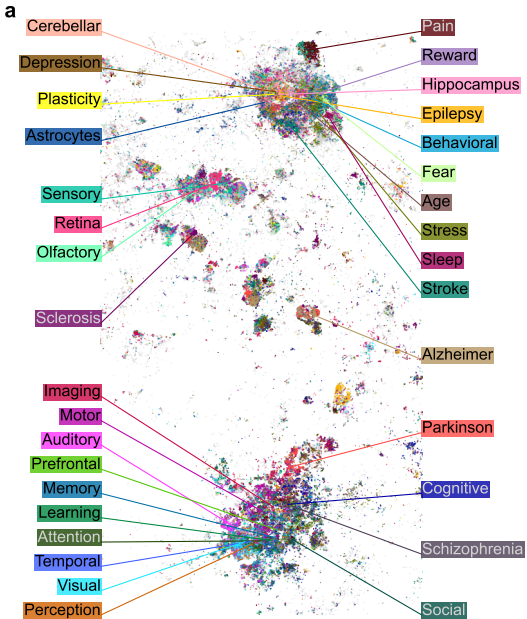 a
Cerebellar
Depression
Plasticity
Astrocytes
Sensory
Retina
Olfactory
Sclerosis
Imaging
Motor
Auditory
Prefrontal
Memory
Learning
Attention
Temporal
Visual
Perception
Pain
Reward
Hippocampus
Epilepsy
Behavioral
Fear
Age
Stress
Sleep
Stroke
Alzheimer
Parkinson
Cognitive
Schizophrenia
Social